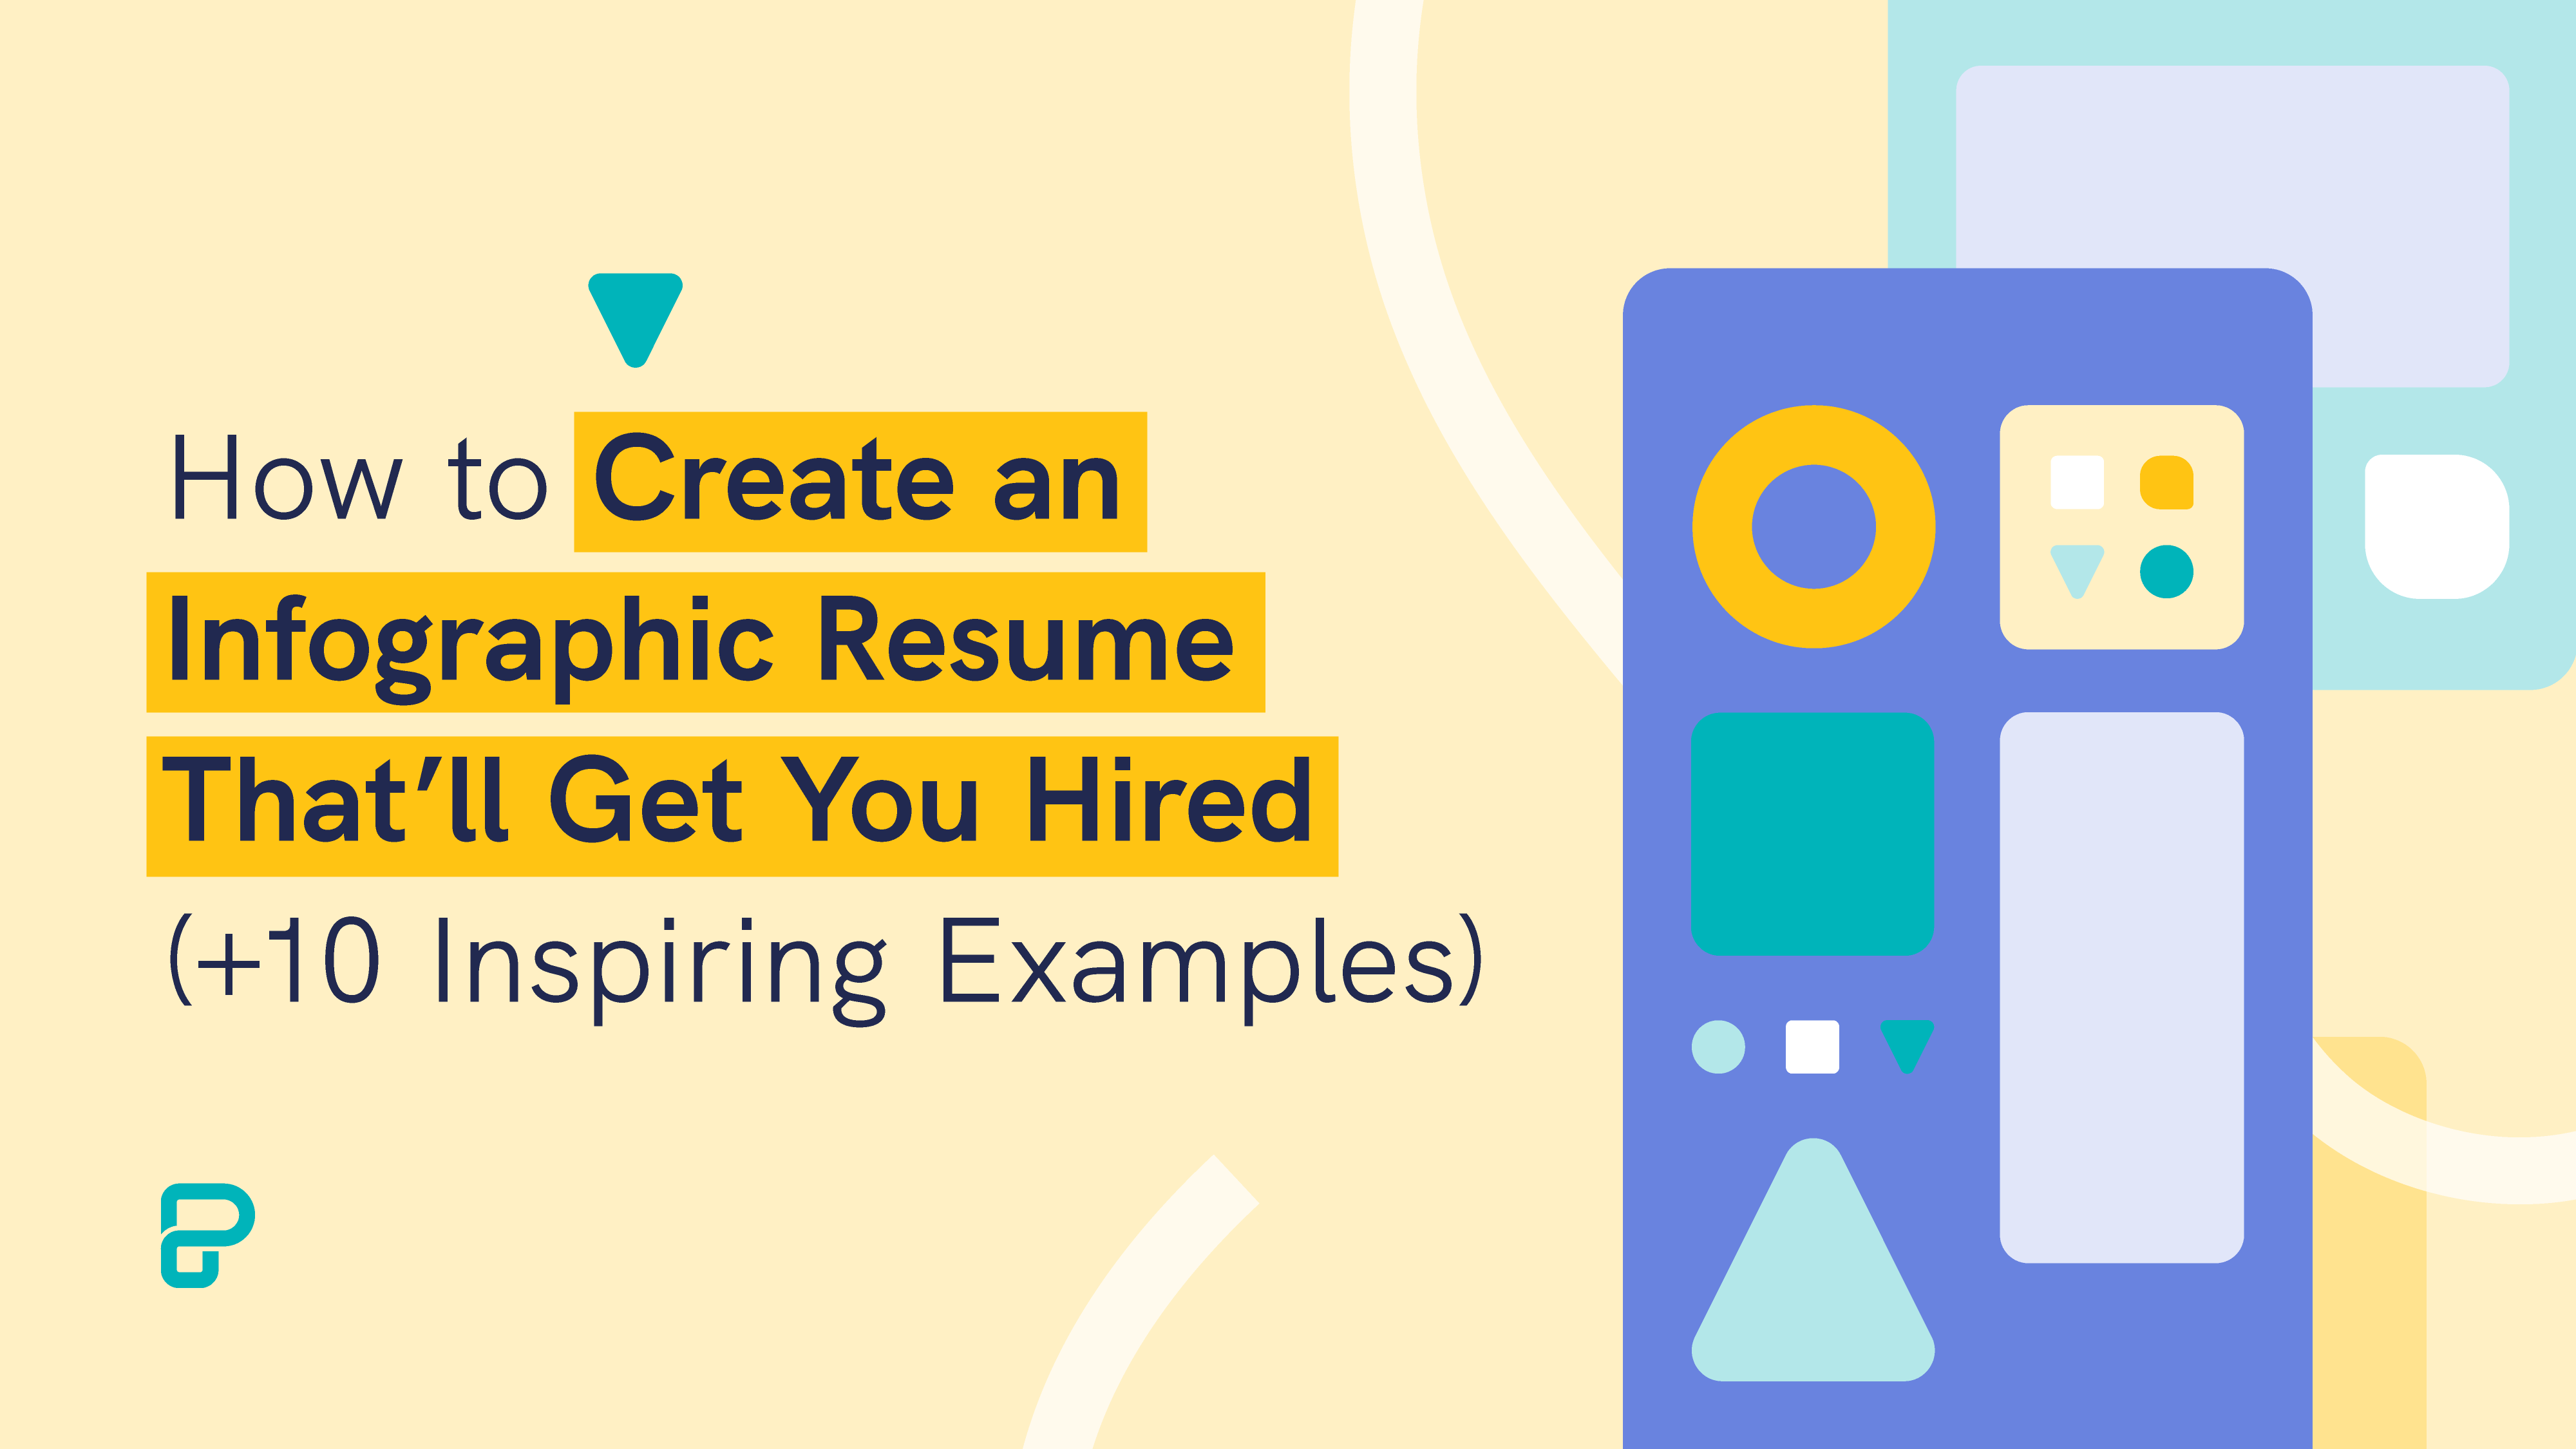 How to Create an
Infographic Resume
That’ll Get You Hired
(+10 Inspiring Examples)